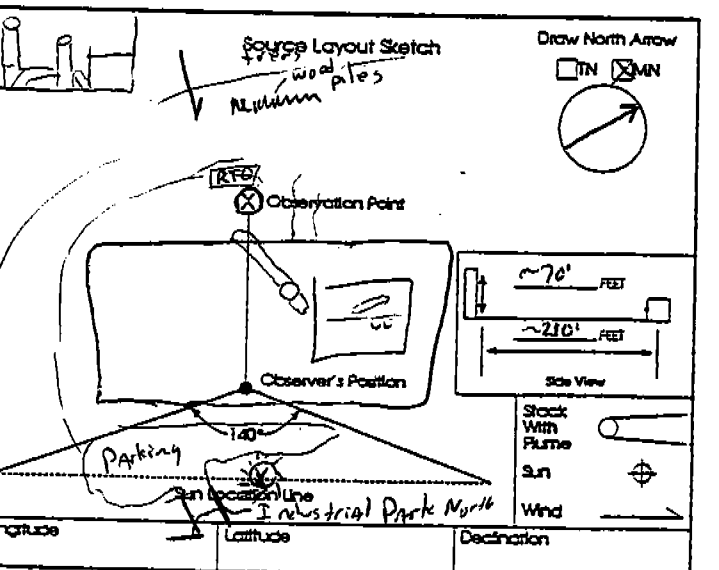 Source Layout Sketch
Draw North Arrow
TN MN
trees
wood piles
RTO
Observation Point
~70' FEET
~210' FEET
Side View
Observer's Position
140°
Parking
Sun Location Line
Industrial Park North
Stack
With
Plume
Sun
Wind
Latitude
Declination